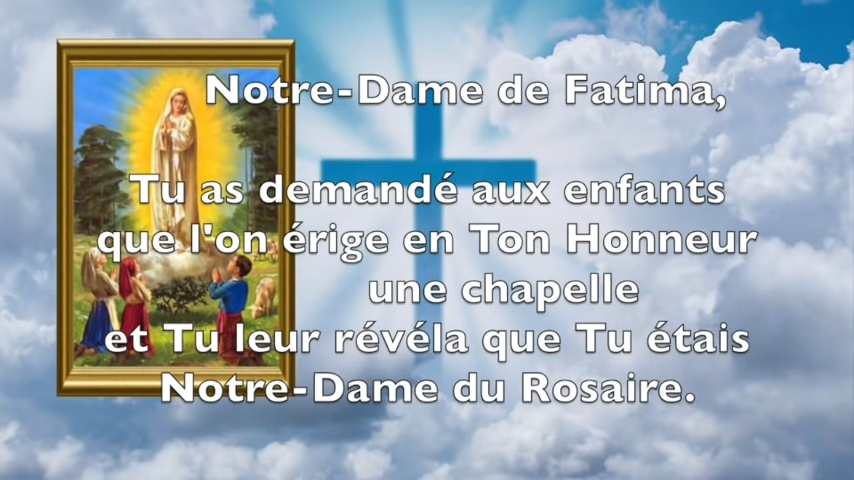 Notre-Dame de Fatima,
Tu as demandé aux enfants
que l'on érige en Ton Honneur
une chapelle
et Tu leur révéla que Tu étais
Notre-Dame du Rosaire.